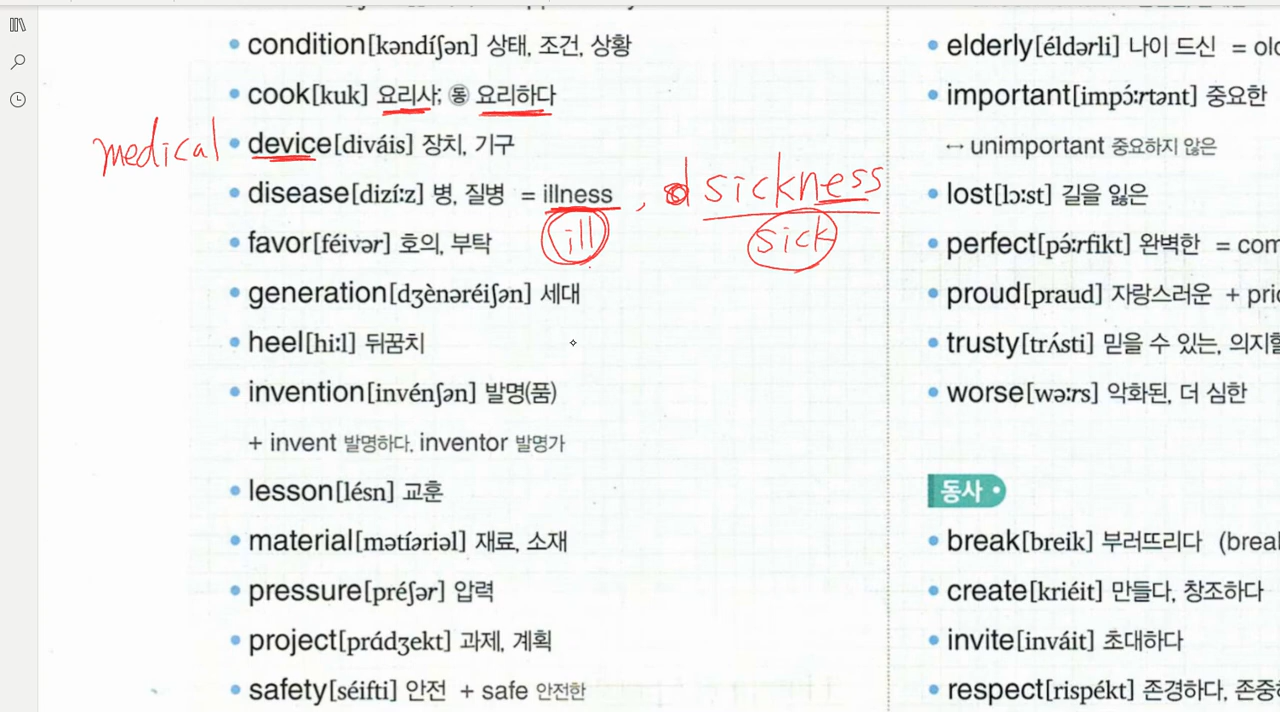 condition[kəndíʃən] 상태, 조건, 상황
cook[kuk] 요리사; 동 요리하다
medical device[diváis] 장치, 기구
disease[dizíːz] 병, 질병 = illness, sickness
ill sick
favor[féivər] 호의, 부탁
generation[dʒènəréiʃən] 세대
heel[hiːl] 뒤꿈치
invention[invénʃən] 발명(품)
+ invent 발명하다, inventor 발명가
lesson[lésn] 교훈
material[mətíəriəl] 재료, 소재
pressure[préʃər] 압력
project[prádʒekt] 과제, 계획
safety[séifti] 안전 + safe 안전한
elderly[éldərli] 나이 드신 = old
important[impɔ́ːrtənt] 중요한
↔ unimportant 중요하지 않은
lost[lɔːst] 길을 잃은
perfect[pə́ːrfikt] 완벽한 = com
proud[praud] 자랑스러운 + pric
trusty[trʌ́sti] 믿을 수 있는, 의지할
worse[wəːrs] 악화된, 더 심한
동사
break[breik] 부러뜨리다 (brea
create[kriéit] 만들다, 창조하다
invite[inváit] 초대하다
respect[rispékt] 존경하다, 존중